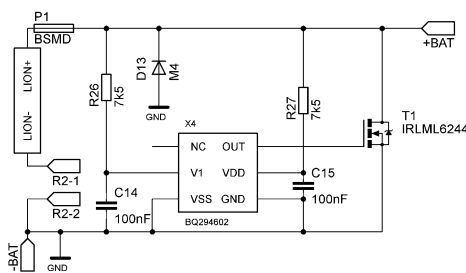 P1
BSMD
+BAT
LION+
LION-
R26
7k5
D13
M4
GND
R27
7k5
T1
IRLML6244
X4
NC
OUT
V1
VDD
VSS
GND
BQ294602
C14
100nF
C15
100nF
R2-1
R2-2
-BAT
GND